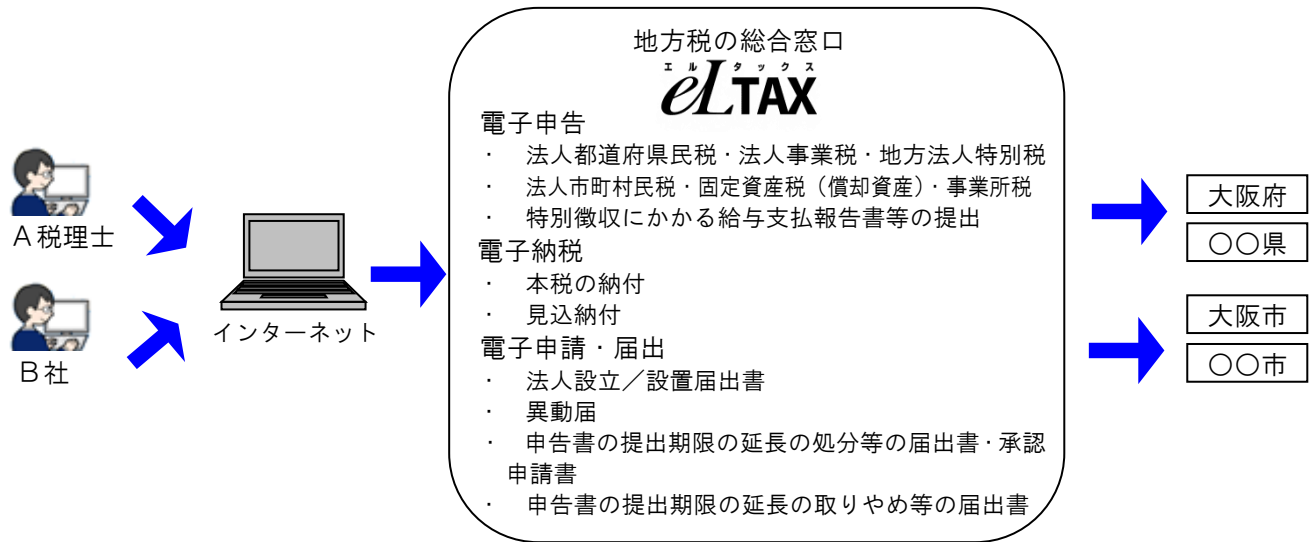 地方税の総合窓口
エルタックス
eLTAX
電子申告
・ 法人都道府県民税・法人事業税・地方法人特別税
・ 法人市町村民税・固定資産税（償却資産）・事業所税
・ 特別徴収にかかる給与支払報告書等の提出
電子納税
・ 本税の納付
・ 見込納付
電子申請・届出
・ 法人設立／設置届出書
・ 異動届
・ 申告書の提出期限の延長の処分等の届出書・承認
申請書
・ 申告書の提出期限の延長の取りやめ等の届出書
Ａ税理士
Ｂ社
インターネット
大阪府
〇〇県
大阪市
〇〇市